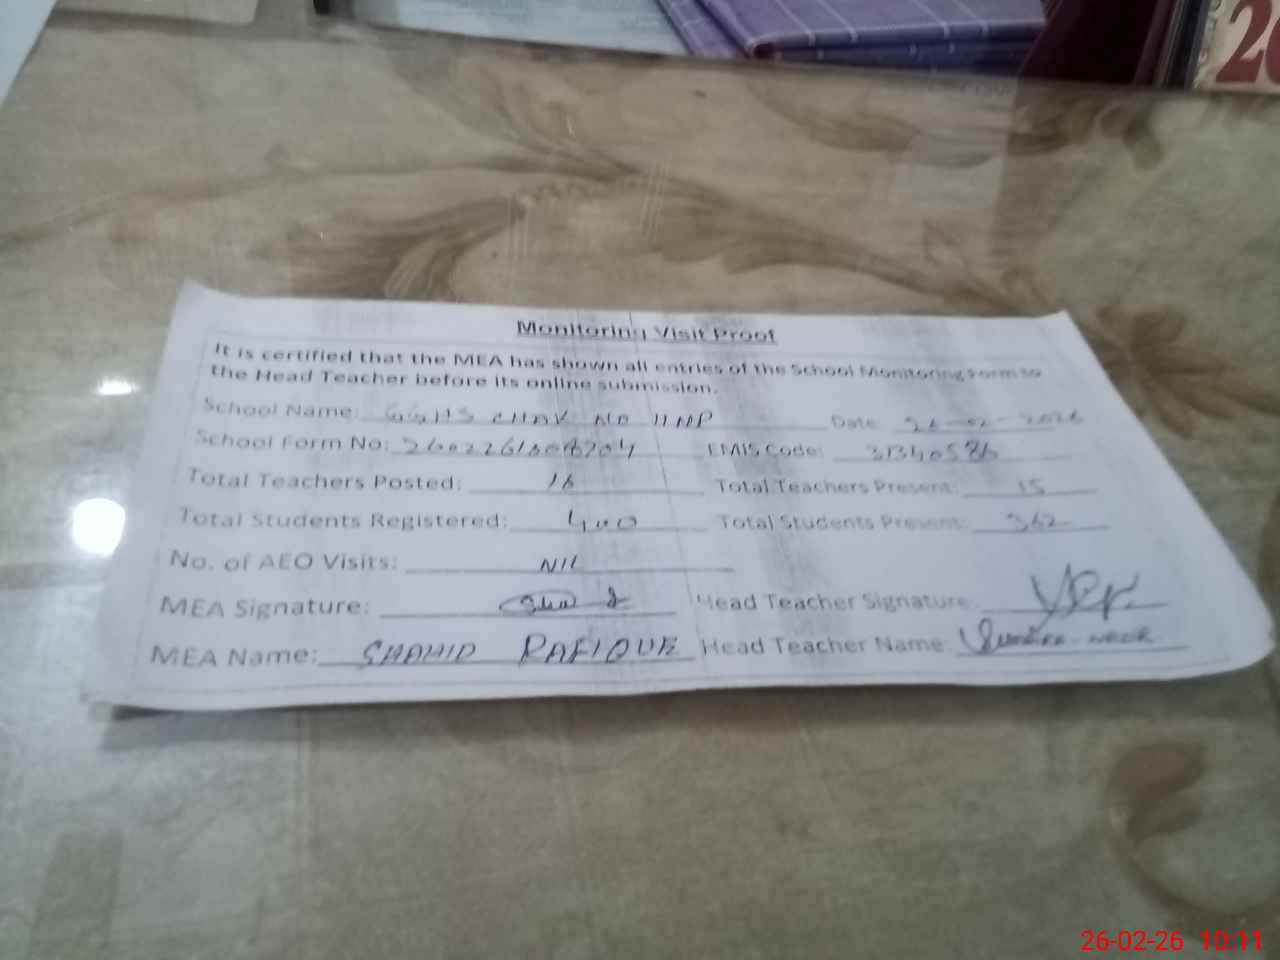 Monitoring Visit Proof
It is certified that the MEA has shown all entries of the School Monitoring Form to
the Head Teacher before its online submission.
School Name: GGHS CHAK NO 11NP Date: 26-02-2026
School Form No: EMIS Code: 31340586
Total Teachers Posted: 16 Total Teachers Present: 15
Total Students Registered: 400 Total Students Present: 362
No. of AEO Visits: NIL
MEA Signature: Head Teacher Signature:
MEA Name: SHAHID RAFIQUE Head Teacher Name:
26-02-26 10:11